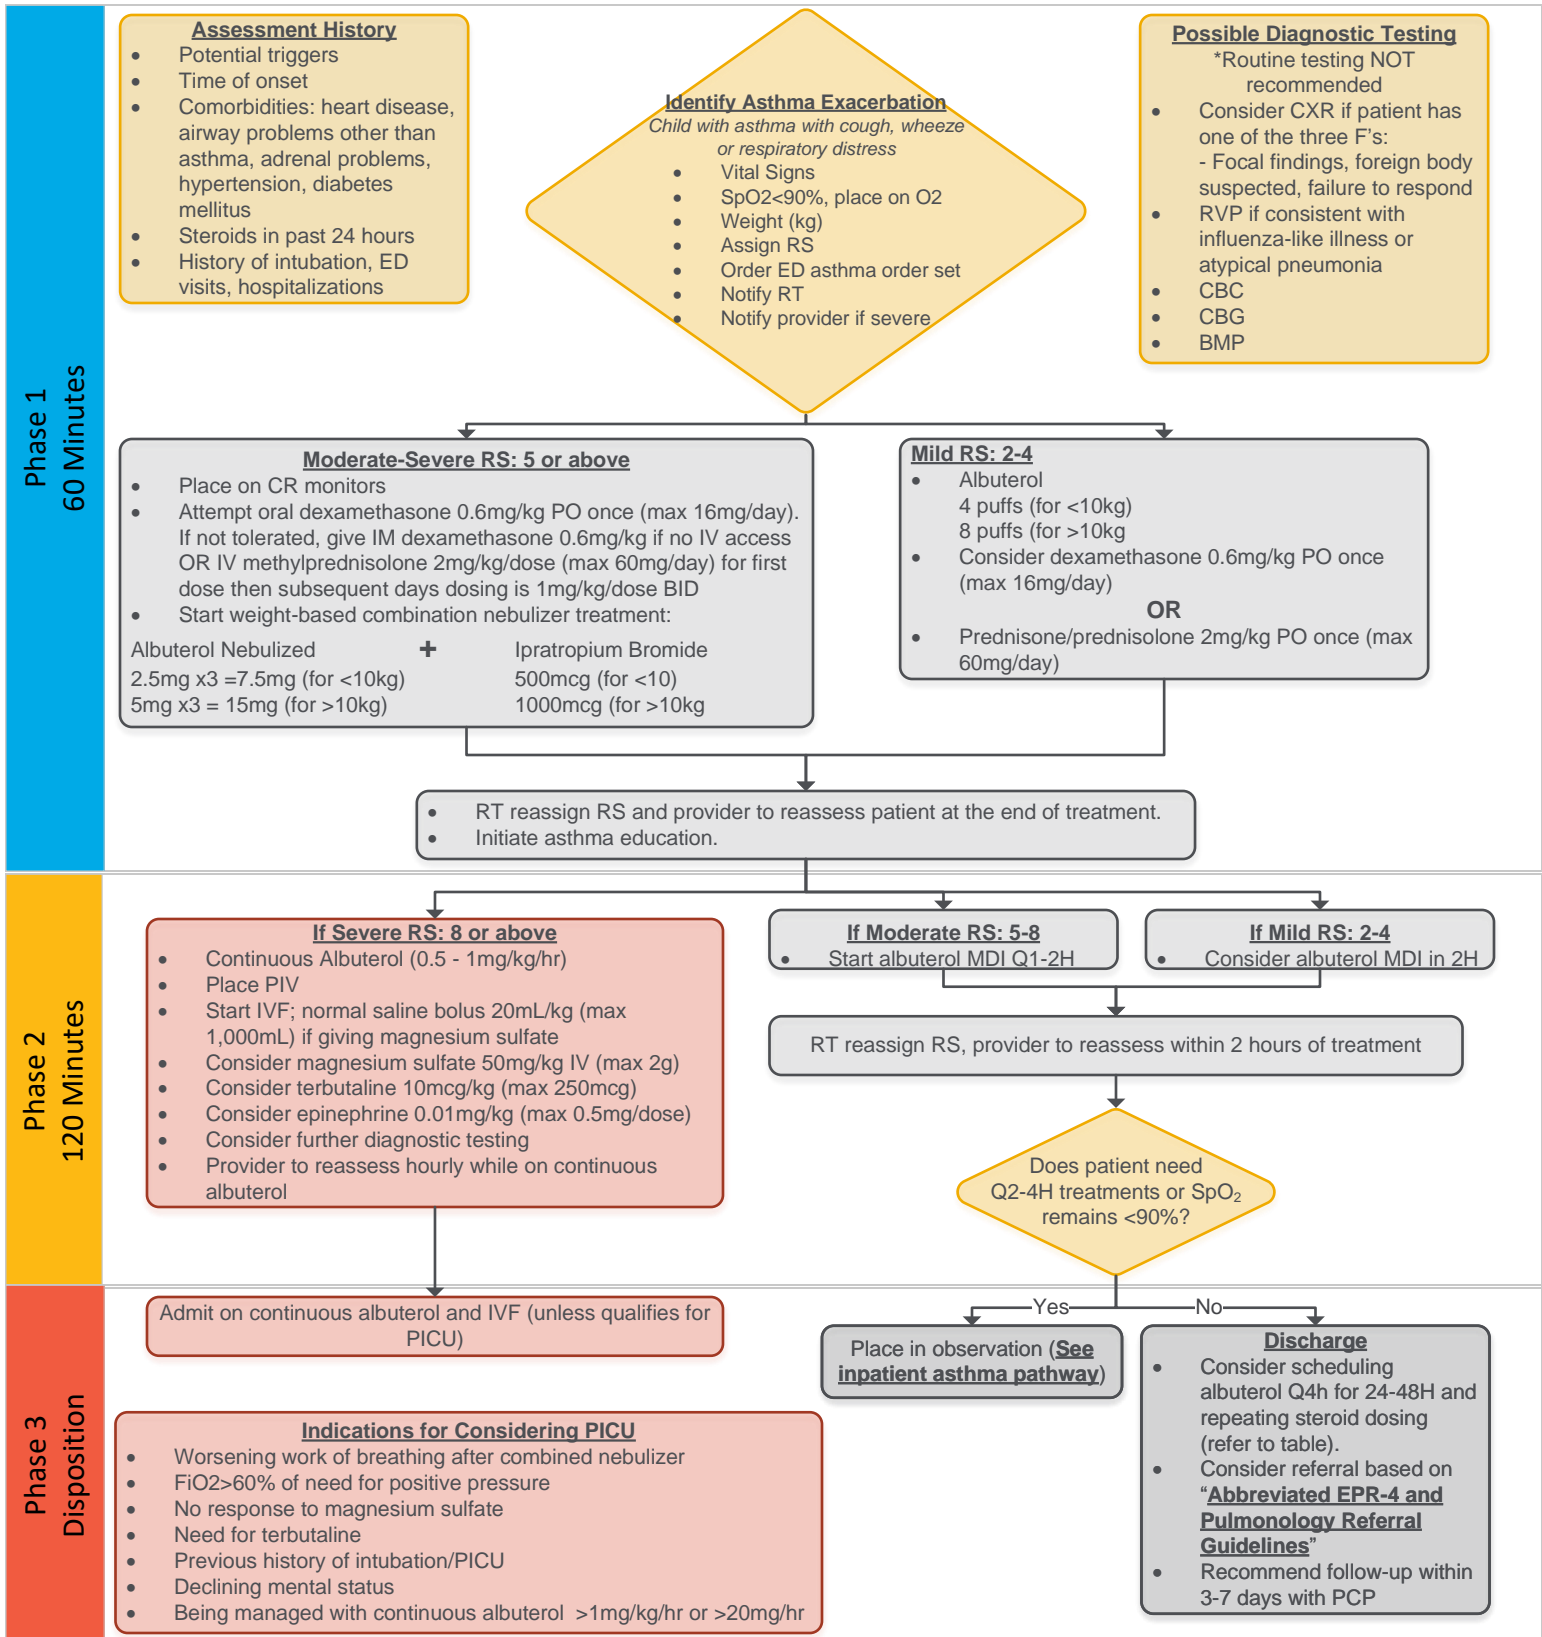 Phase 1
60 Minutes
Assessment History
• Potential triggers
• Time of onset
• Comorbidities: heart disease,
airway problems other than
asthma, adrenal problems,
hypertension, diabetes
mellitus
• Steroids in past 24 hours
• History of intubation, ED
visits, hospitalizations
Identify Asthma Exacerbation
Child with asthma with cough, wheeze
or respiratory distress
• Vital Signs
• SpO2<90%, place on O2
• Weight (kg)
• Assign RS
• Order ED asthma order set
• Notify RT
• Notify provider if severe
Possible Diagnostic Testing
*Routine testing NOT
recommended
• Consider CXR if patient has
one of the three F's:
- Focal findings, foreign body
suspected, failure to respond
• RVP if consistent with
influenza-like illness or
atypical pneumonia
• CBC
• CBG
• BMP
Moderate-Severe RS: 5 or above
• Place on CR monitors
• Attempt oral dexamethasone 0.6mg/kg PO once (max 16mg/day).
If not tolerated, give IM dexamethasone 0.6mg/kg if no IV access
OR IV methylprednisolone 2mg/kg/dose (max 60mg/day) for first
dose then subsequent days dosing is 1mg/kg/dose BID
• Start weight-based combination nebulizer treatment:
Albuterol Nebulized + Ipratropium Bromide
2.5mg x3 =7.5mg (for <10kg) 500mcg (for <10)
5mg x3 = 15mg (for >10kg) 1000mcg (for >10kg
Mild RS: 2-4
• Albuterol
4 puffs (for <10kg)
8 puffs (for >10kg
• Consider dexamethasone 0.6mg/kg PO once
(max 16mg/day)
OR
• Prednisone/prednisolone 2mg/kg PO once (max
60mg/day)
• RT reassign RS and provider to reassess patient at the end of treatment.
• Initiate asthma education.
Phase 2
120 Minutes
If Severe RS: 8 or above
• Continuous Albuterol (0.5 - 1mg/kg/hr)
• Place PIV
• Start IVF; normal saline bolus 20mL/kg (max
1,000mL) if giving magnesium sulfate
• Consider magnesium sulfate 50mg/kg IV (max 2g)
• Consider terbutaline 10mcg/kg (max 250mcg)
• Consider epinephrine 0.01mg/kg (max 0.5mg/dose)
• Consider further diagnostic testing
• Provider to reassess hourly while on continuous
albuterol
If Moderate RS: 5-8
• Start albuterol MDI Q1-2H
If Mild RS: 2-4
• Consider albuterol MDI in 2H
RT reassign RS, provider to reassess within 2 hours of treatment
Does patient need
Q2-4H treatments or SpO₂
remains <90%?
Phase 3
Disposition
Admit on continuous albuterol and IVF (unless qualifies for
PICU)
Indications for Considering PICU
• Worsening work of breathing after combined nebulizer
• FiO2>60% of need for positive pressure
• No response to magnesium sulfate
• Need for terbutaline
• Previous history of intubation/PICU
• Declining mental status
• Being managed with continuous albuterol >1mg/kg/hr or >20mg/hr
Yes
No
Place in observation (See
inpatient asthma pathway)
Discharge
• Consider scheduling
albuterol Q4h for 24-48H and
repeating steroid dosing
(refer to table).
• Consider referral based on
“Abbreviated EPR-4 and
Pulmonology Referral
Guidelines”
• Recommend follow-up within
3-7 days with PCP